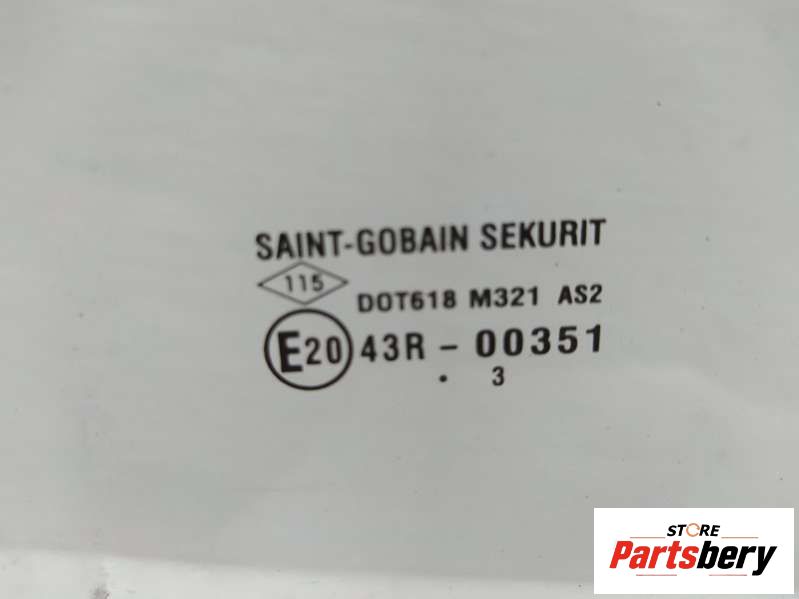 SAINT-GOBAIN SEKURIT
115
DOT618 M321 AS2
E20 43R - 00351
. 3
STORE
Partsbery